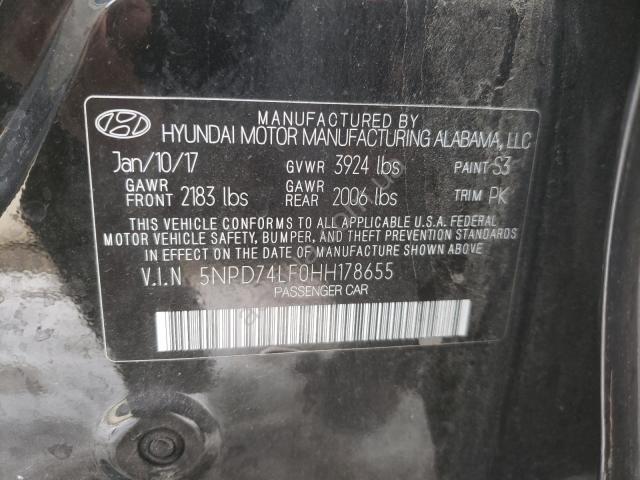 MANUFACTURED BY
HYUNDAI MOTOR MANUFACTURING ALABAMA, LLC
Jan/10/17 GVWR 3924 lbs PAINT S3
GAWR FRONT 2183 lbs GAWR REAR 2006 lbs TRIM PK
THIS VEHICLE CONFORMS TO ALL APPLICABLE U.S.A. FEDERAL
MOTOR VEHICLE SAFETY, BUMPER, AND THEFT PREVENTION STANDARDS
IN EFFECT ON THE DATE OF MANUFACTURE SHOWN ABOVE.
V.I.N. 5NPD74LF0HH178655
PASSENGER CAR